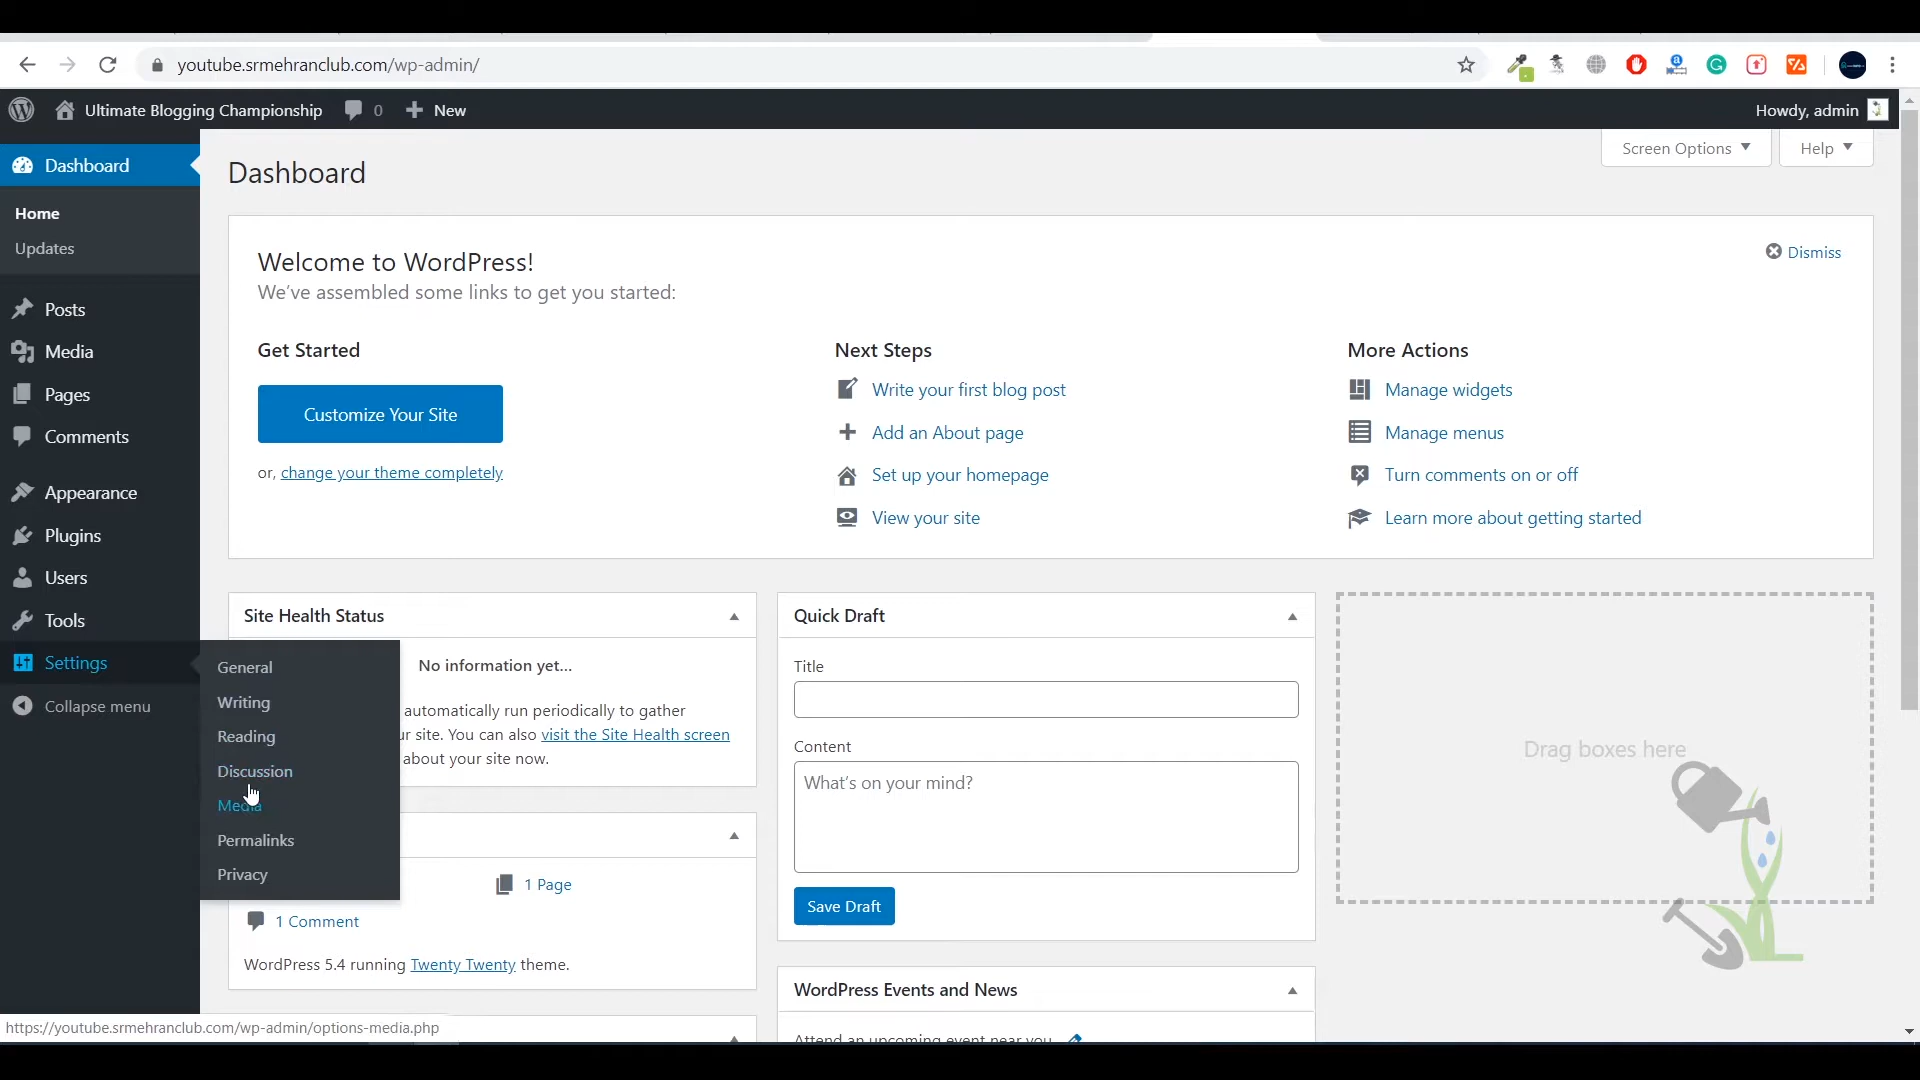 youtube.srmehranclub.com/wp-admin/
Ultimate Blogging Championship 0 New
Howdy, admin
Dashboard
Home
Updates
Posts
Media
Pages
Comments
Appearance
Plugins
Users
Tools
Settings
Collapse menu
General
Writing
Reading
Discussion
Media
Permalinks
Privacy
Dashboard
Screen Options
Help
Welcome to WordPress!
Dismiss
We've assembled some links to get you started:
Get Started
Customize Your Site
or, change your theme completely
Next Steps
Write your first blog post
Add an About page
Set up your homepage
View your site
More Actions
Manage widgets
Manage menus
Turn comments on or off
Learn more about getting started
Site Health Status
No information yet...
automatically run periodically to gather
site. You can also visit the Site Health screen
about your site now.
1 Page
1 Comment
WordPress 5.4 running Twenty Twenty theme.
Quick Draft
Title
Content
What's on your mind?
Save Draft
WordPress Events and News
Attend an upcoming event near you
Drag boxes here
https://youtube.srmehranclub.com/wp-admin/options-media.php